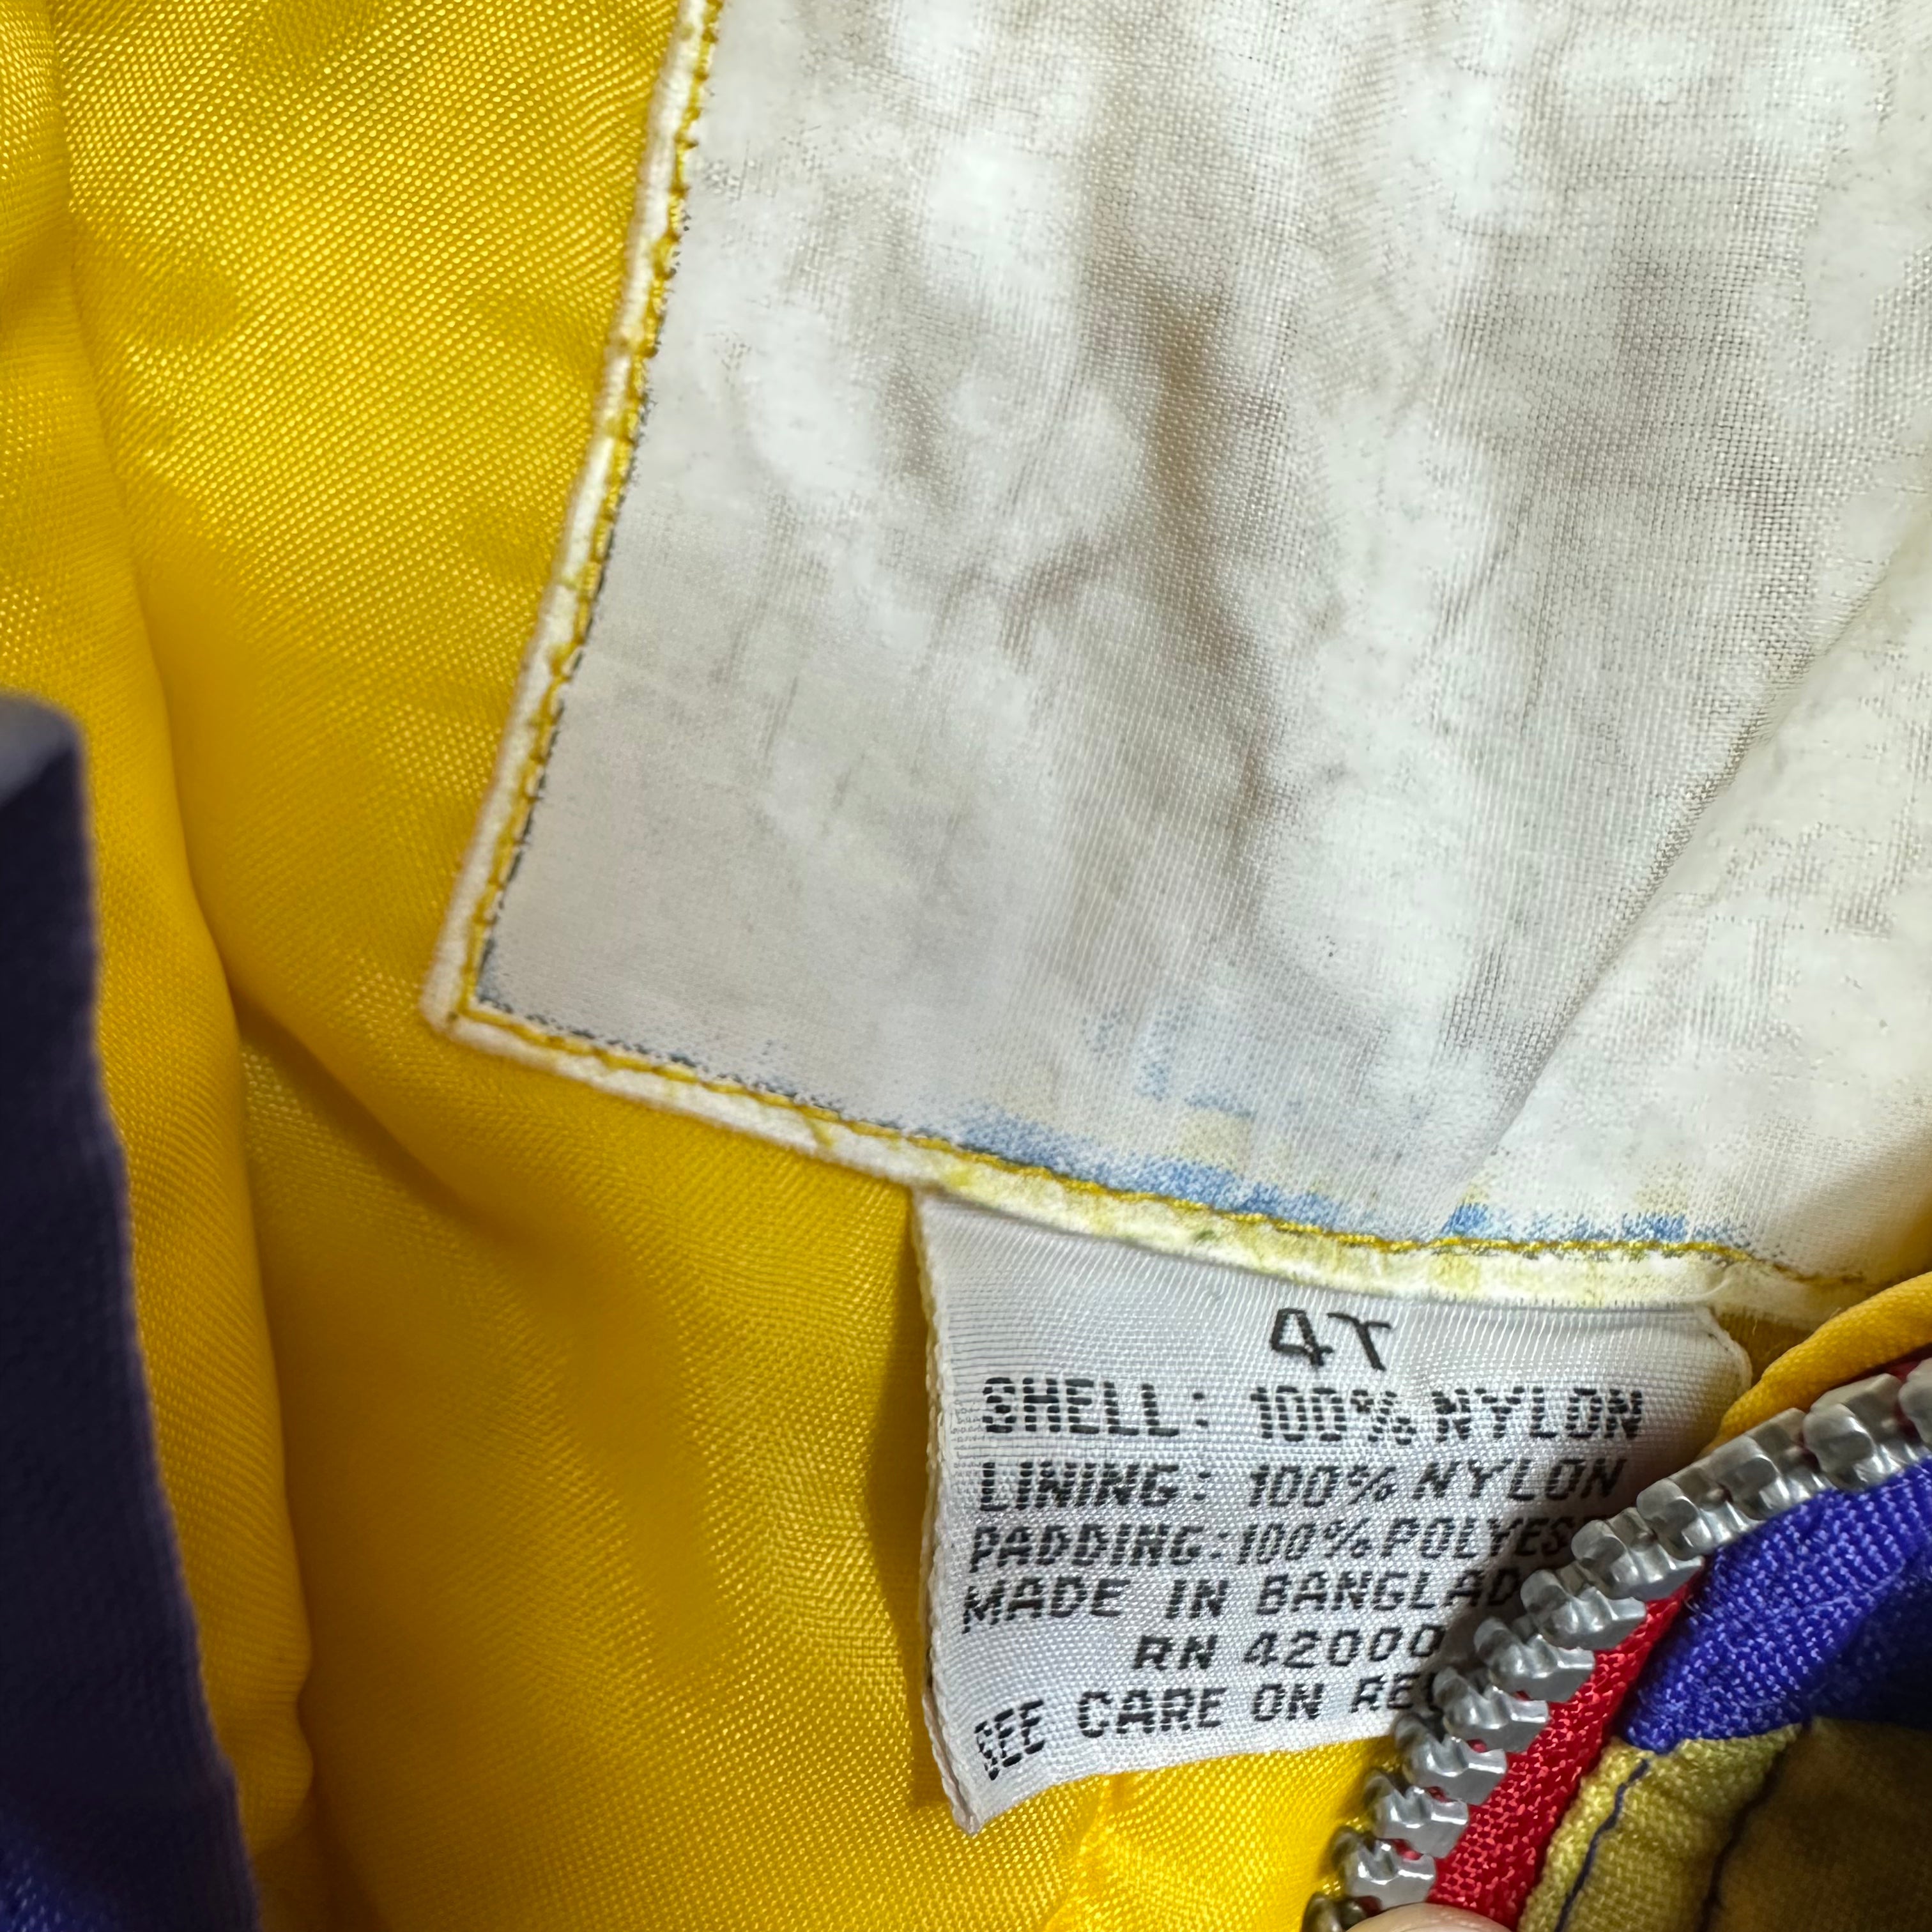 4T
SHELL: 100% NYLON
LINING: 100% NYLON
PADDING: 100% POLYES
MADE IN BANGLAD
RN 42000
SEE CARE ON RE